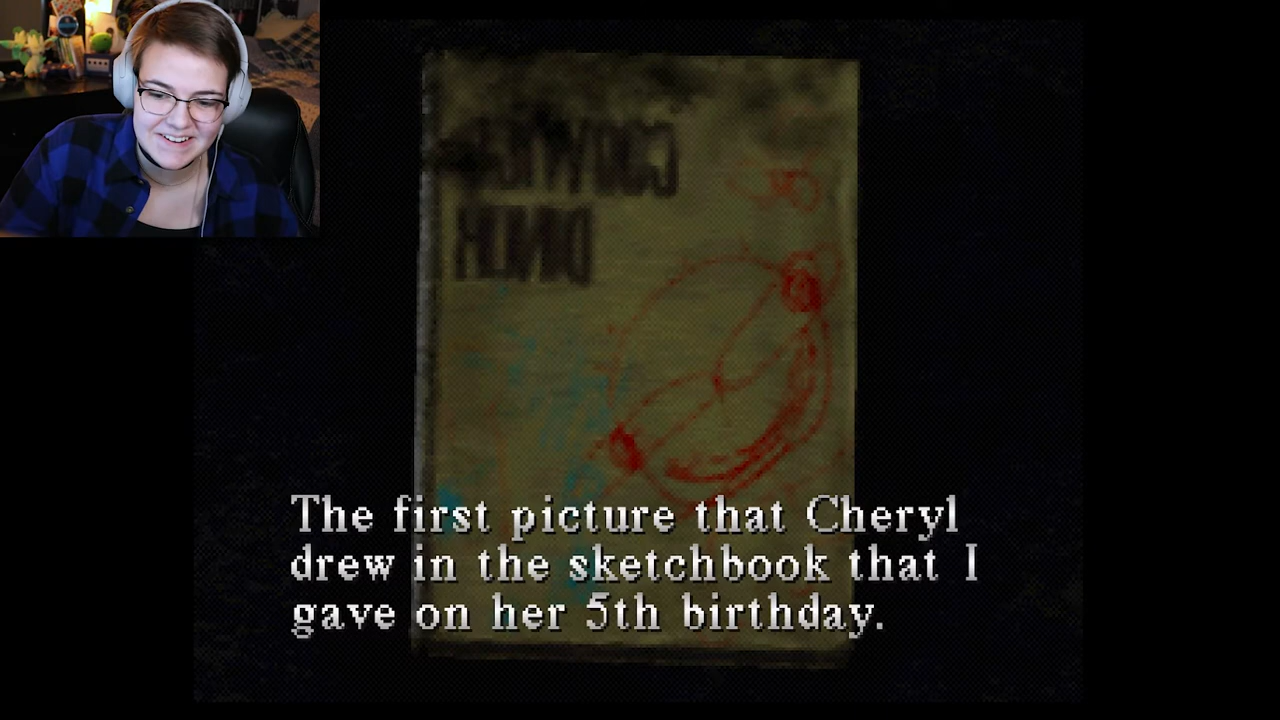 The first picture that Cheryl
drew in the sketchbook that I
gave on her 5th birthday.